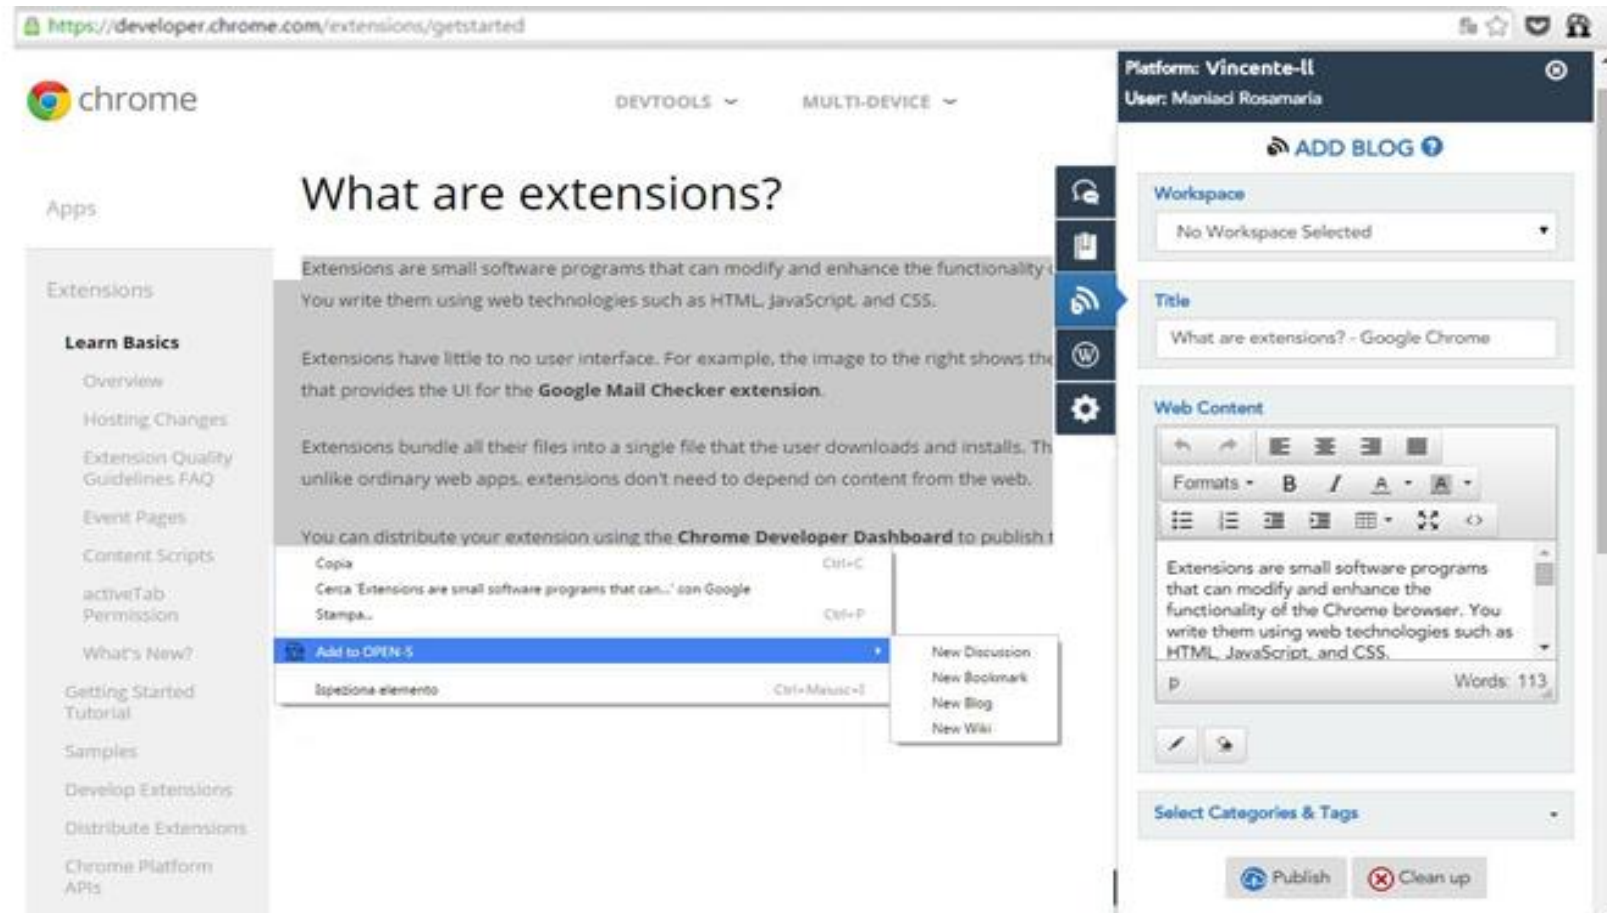 https://developer.chrome.com/extensions/getstarted
chrome
DEVTOOLS
MULTI-DEVICE
Apps
Extensions
Learn Basics
Overview
Hosting Changes
Extension Quality
Guidelines FAQ
Event Pages
Content Scripts
activeTab
Permission
What's New?
Getting Started
Tutorial
Samples
Develop Extensions
Distribute Extensions
Chrome Platform
APIs
What are extensions?
Extensions are small software programs that can modify and enhance the functionality
You write them using web technologies such as HTML, JavaScript, and CSS.
Extensions have little to no user interface. For example, the image to the right shows the
that provides the UI for the Google Mail Checker extension.
Extensions bundle all their files into a single file that the user downloads and installs. Th
unlike ordinary web apps, extensions don't need to depend on content from the web.
You can distribute your extension using the Chrome Developer Dashboard to publish t
Copia Ctrl+C
Cerca 'Extensions are small software programs that can...' con Google
Stampa... Ctrl+P
Add to OPEN-S
Ispeziona elemento Ctrl+Maiusc+I
New Discussion
New Bookmark
New Blog
New Wiki
Platform: Vincente-ll
User: Maniaci Rosamaria
ADD BLOG ?
Workspace
No Workspace Selected
Title
What are extensions? - Google Chrome
Web Content
Formats B I A A
Extensions are small software programs
that can modify and enhance the
functionality of the Chrome browser. You
write them using web technologies such as
HTML, JavaScript, and CSS.
p Words: 113
Select Categories & Tags
Publish Clean up